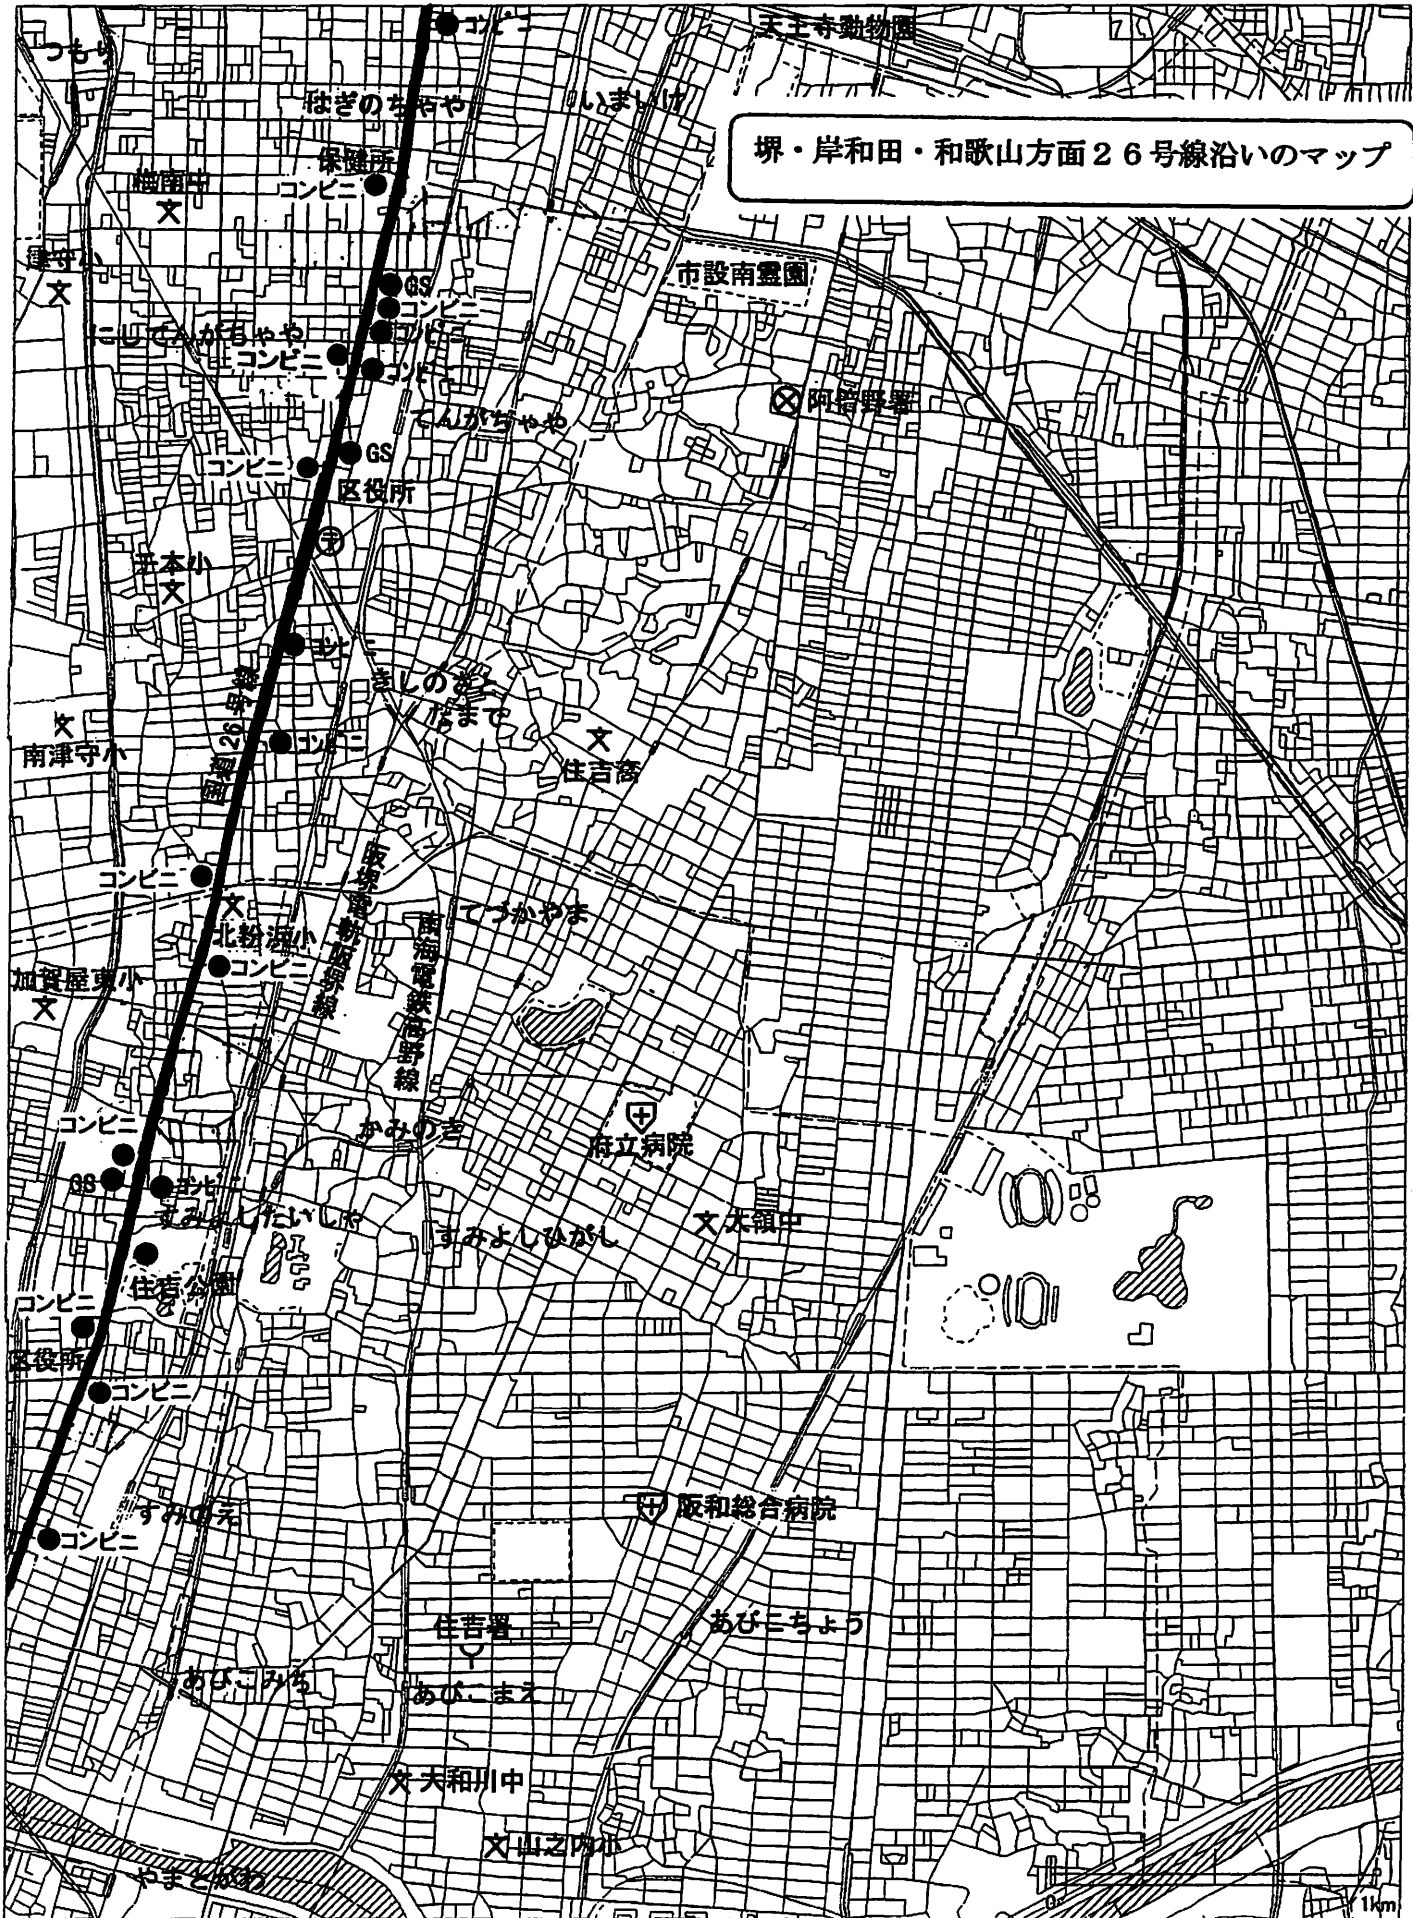 コンビニ
天王寺動物園
つもり
はぎのちゃや
いまいけ
堺・岸和田・和歌山方面26号線沿いのマップ
保健所
コンビニ
梅南中
津守小
市設南霊園
GS
コンビニ
コンビニ
にしてんがちゃや
コンビニ
コンビニ
阿倍野署
てんがちゃや
GS
コンビニ
区役所
千本小
コンビニ
きしのさと
たまで
国道26号線
コンビニ
南津守小
住吉商
コンビニ
阪堺電軌阪堺線
てづかやま
南海電鉄高野線
北粉浜小
コンビニ
加賀屋東小
コンビニ
かみのき
府立病院
GS
コンビニ
すみよしたいしゃ
すみよしひがし
大領中
住吉公園
コンビニ
区役所
コンビニ
すみのえ
コンビニ
阪和総合病院
住吉署
あびこちょう
あびこみち
あびこまえ
大和川中
山之内小
やまとがわ
0 1km